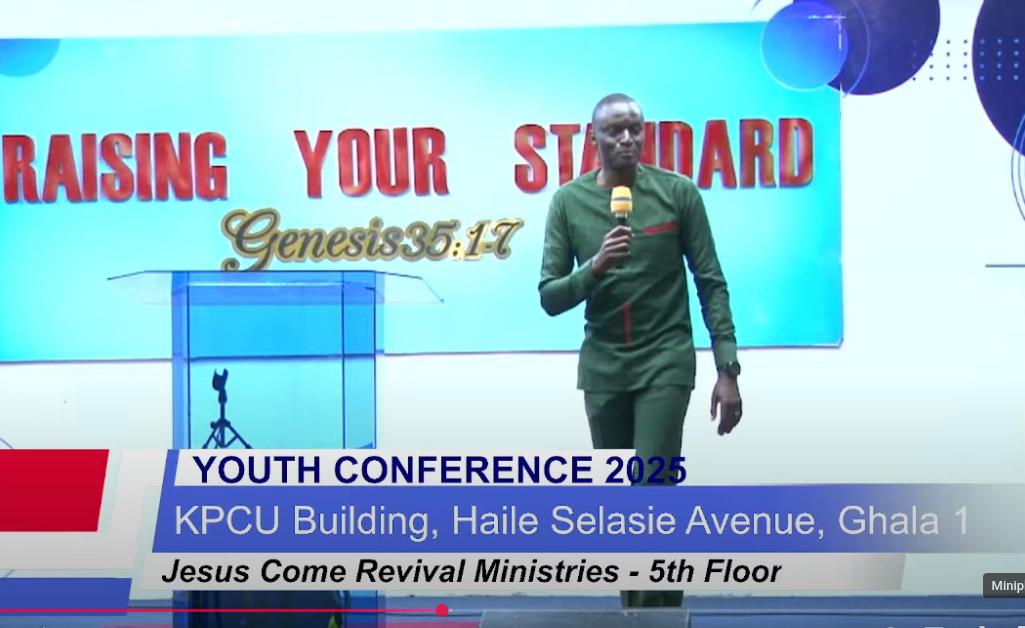 RAISING YOUR STANDARD
Genesis35:1-7
YOUTH CONFERENCE 2025
KPCU Building, Haile Selasie Avenue, Ghala 1
Jesus Come Revival Ministries - 5th Floor